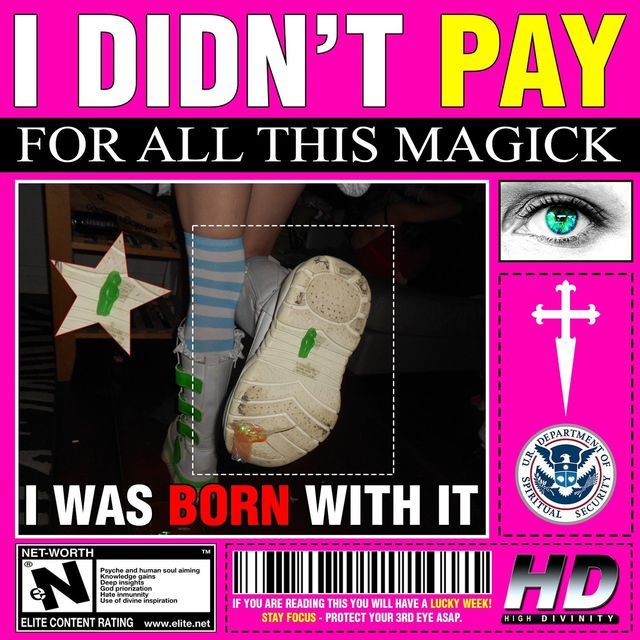 I DIDN'T PAY
FOR ALL THIS MAGICK
I WAS BORN WITH IT
U.R. DEPARTMENT OF
SPIRITUAL SECURITY
NET-WORTH ™
®
eN
Psyche and human soul aiming
Knowledge gains
Deep insights
God priorization
Hate inmunnity
Use of divine inspiration
ELITE CONTENT RATING www.elite.net
IF YOU ARE READING THIS YOU WILL HAVE A LUCKY WEEK!
STAY FOCUS - PROTECT YOUR 3RD EYE ASAP.
HD
HIGH DIVINITY